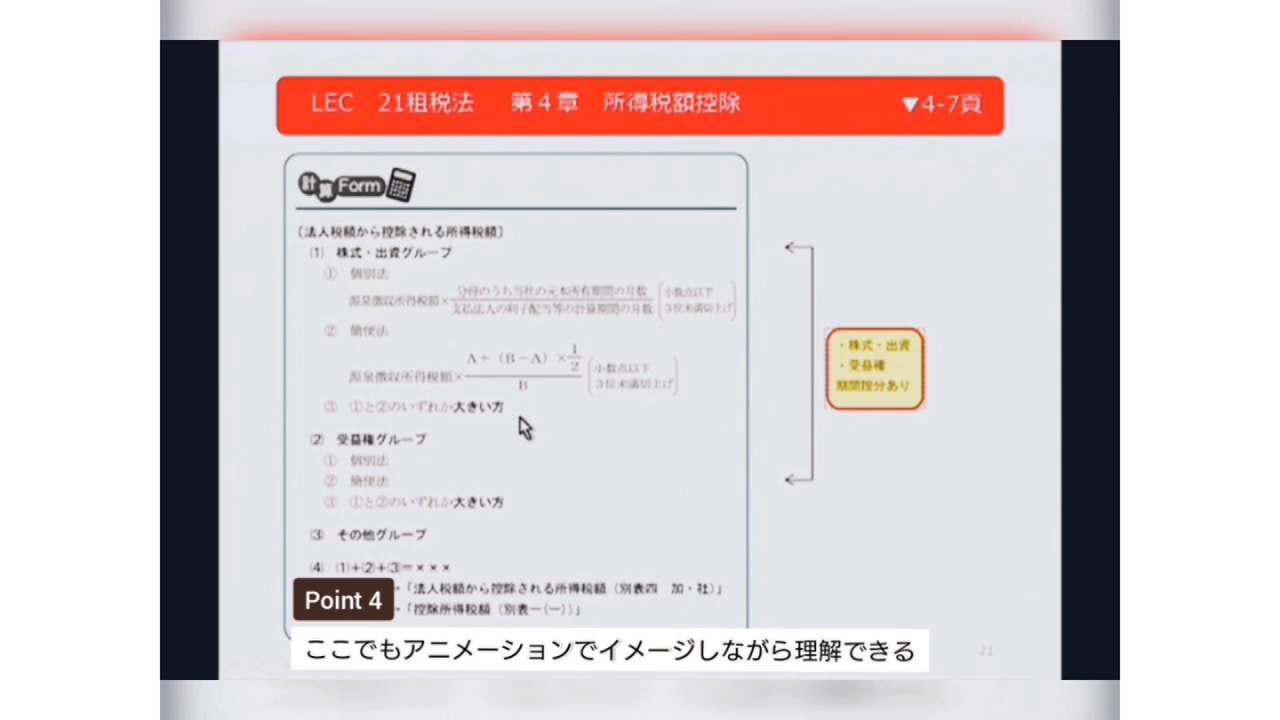 LEC 21租税法 第4章 所得税額控除 ▼4-7頁
計算Form
〔法人税額から控除される所得税額〕
(1) 株式・出資グループ
① 個別法
源泉徴収所得税額×分母のうち当社の元本所有期間の月数/支払法人の利子配当等の計算期間の月数(小数点以下3位未満切上げ)
② 簡便法
源泉徴収所得税額×A+(B-A)×1/2/B(小数点以下3位未満切上げ)
③ ①と②のいずれか大きい方
(2) 受益権グループ
① 個別法
② 簡便法
③ ①と②のいずれか大きい方
(3) その他グループ
(4) (1)+(2)+(3)=×××
「法人税額から控除される所得税額(別表四 加・社)」
「控除所得税額(別表一(一))」
・株式・出資
・受益権
期間按分あり
Point 4
ここでもアニメーションでイメージしながら理解できる
21